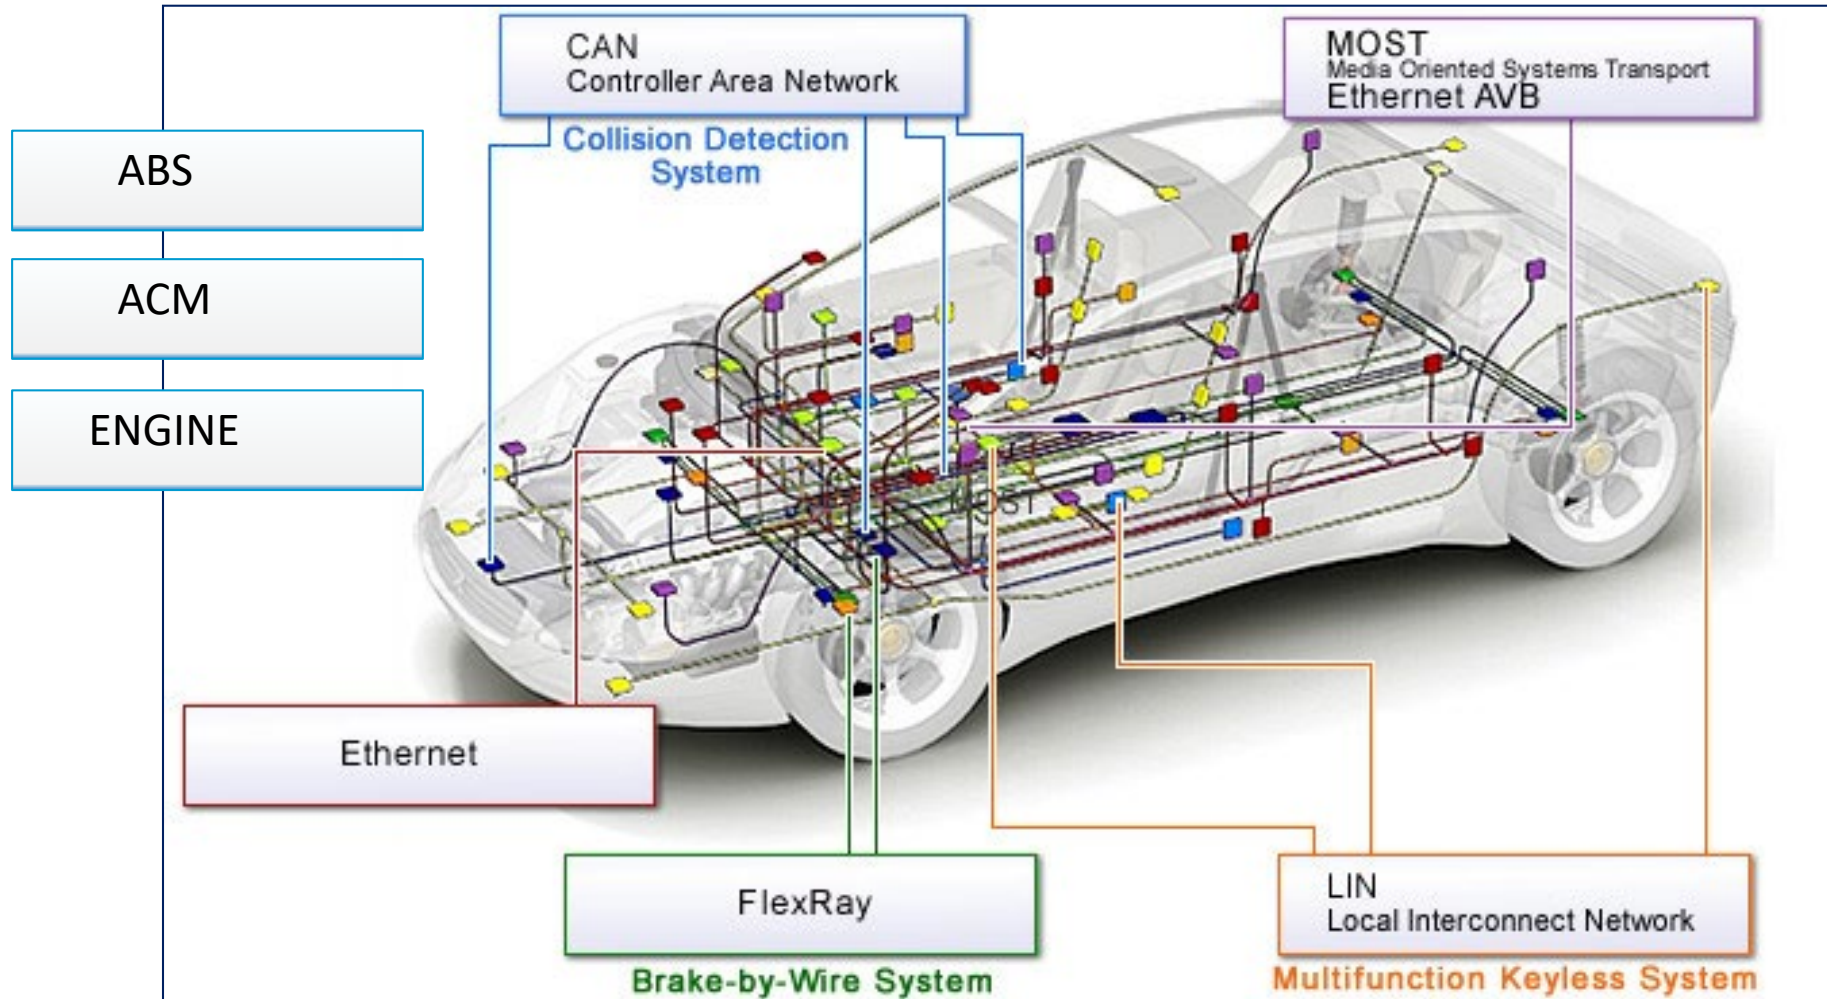 CAN
Controller Area Network
Collision Detection
System
MOST
Media Oriented Systems Transport
Ethernet AVB
ABS
ACM
ENGINE
MOST
Ethernet
FlexRay
Brake-by-Wire System
LIN
Local Interconnect Network
Multifunction Keyless System